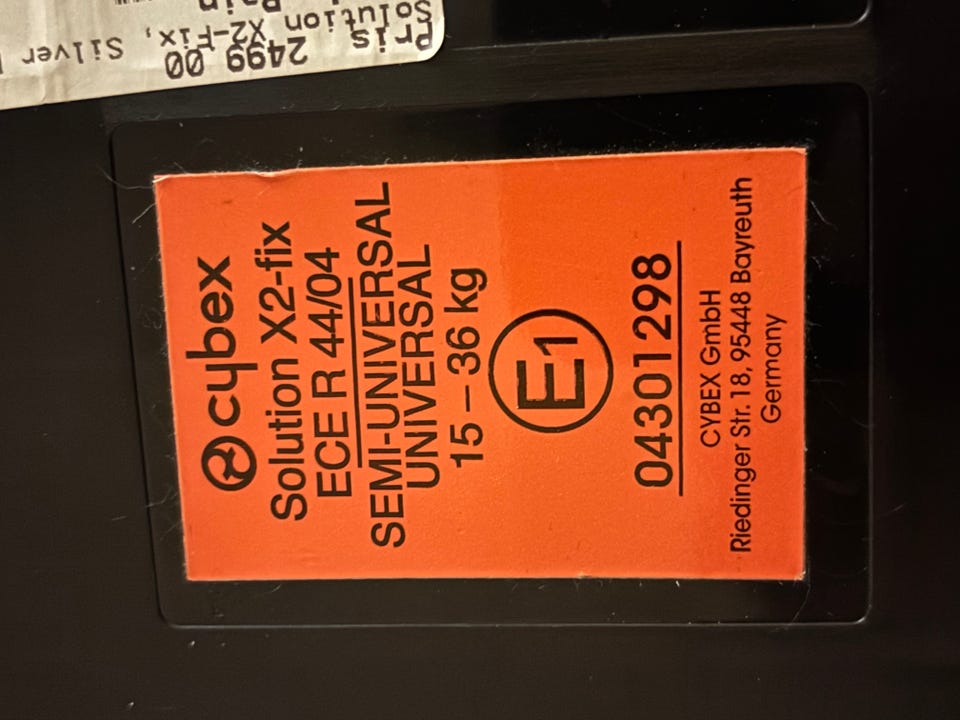 cybex
Solution X2-fix
ECE R 44/04
SEMI-UNIVERSAL
UNIVERSAL
15 – 36 kg
E1
04301298
CYBEX GmbH
Riedinger Str. 18, 95448 Bayreuth
Germany
Pris 2499 00
Solution X2-Fix, Silver